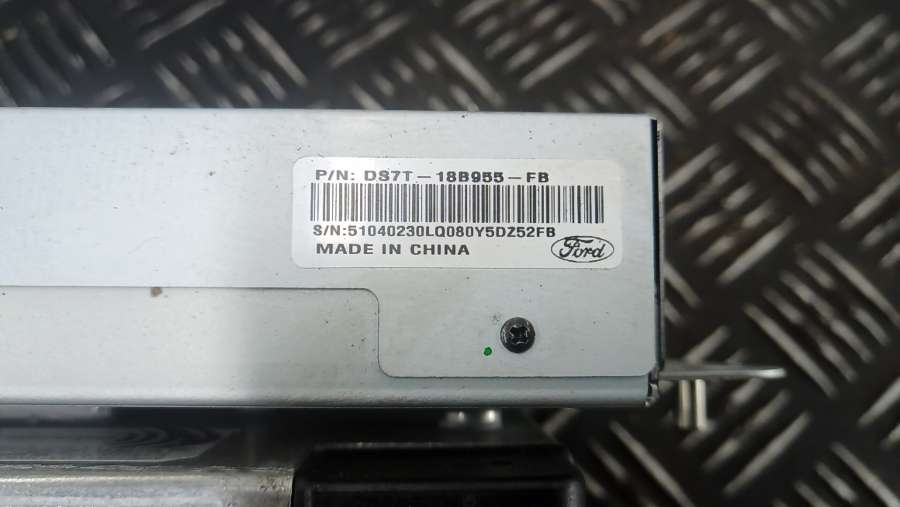 P/N: DS7T-18B955-FB
S/N:51040230LQ080Y5DZ52FB
MADE IN CHINA
Ford